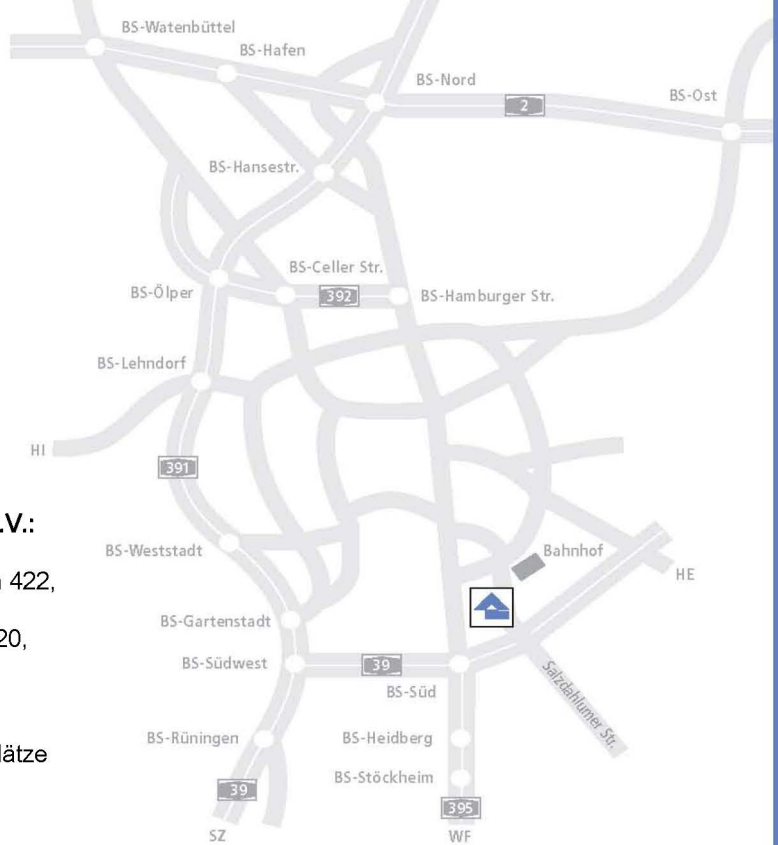 BS-Watenbüttel
BS-Hafen
BS-Nord
BS-Ost
2
BS-Hansestr.
BS-Celler Str.
BS-Ölper
392
BS-Hamburger Str.
BS-Lehndorf
HI
391
.V.:
BS-Weststadt
Bahnhof
422,
HE
BS-Gartenstadt
20,
BS-Südwest
39
Salzdahlumer Str.
BS-Süd
BS-Rüningen
BS-Heidberg
lätze
BS-Stöckheim
39
395
SZ
WF